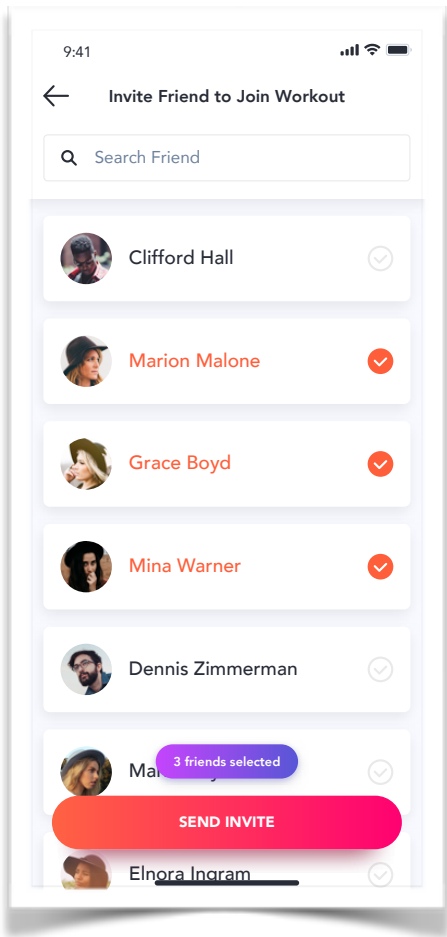 9:41
Invite Friend to Join Workout
Search Friend
Clifford Hall
Marion Malone
Grace Boyd
Mina Warner
Dennis Zimmerman
3 friends selected
SEND INVITE
Elnora Ingram